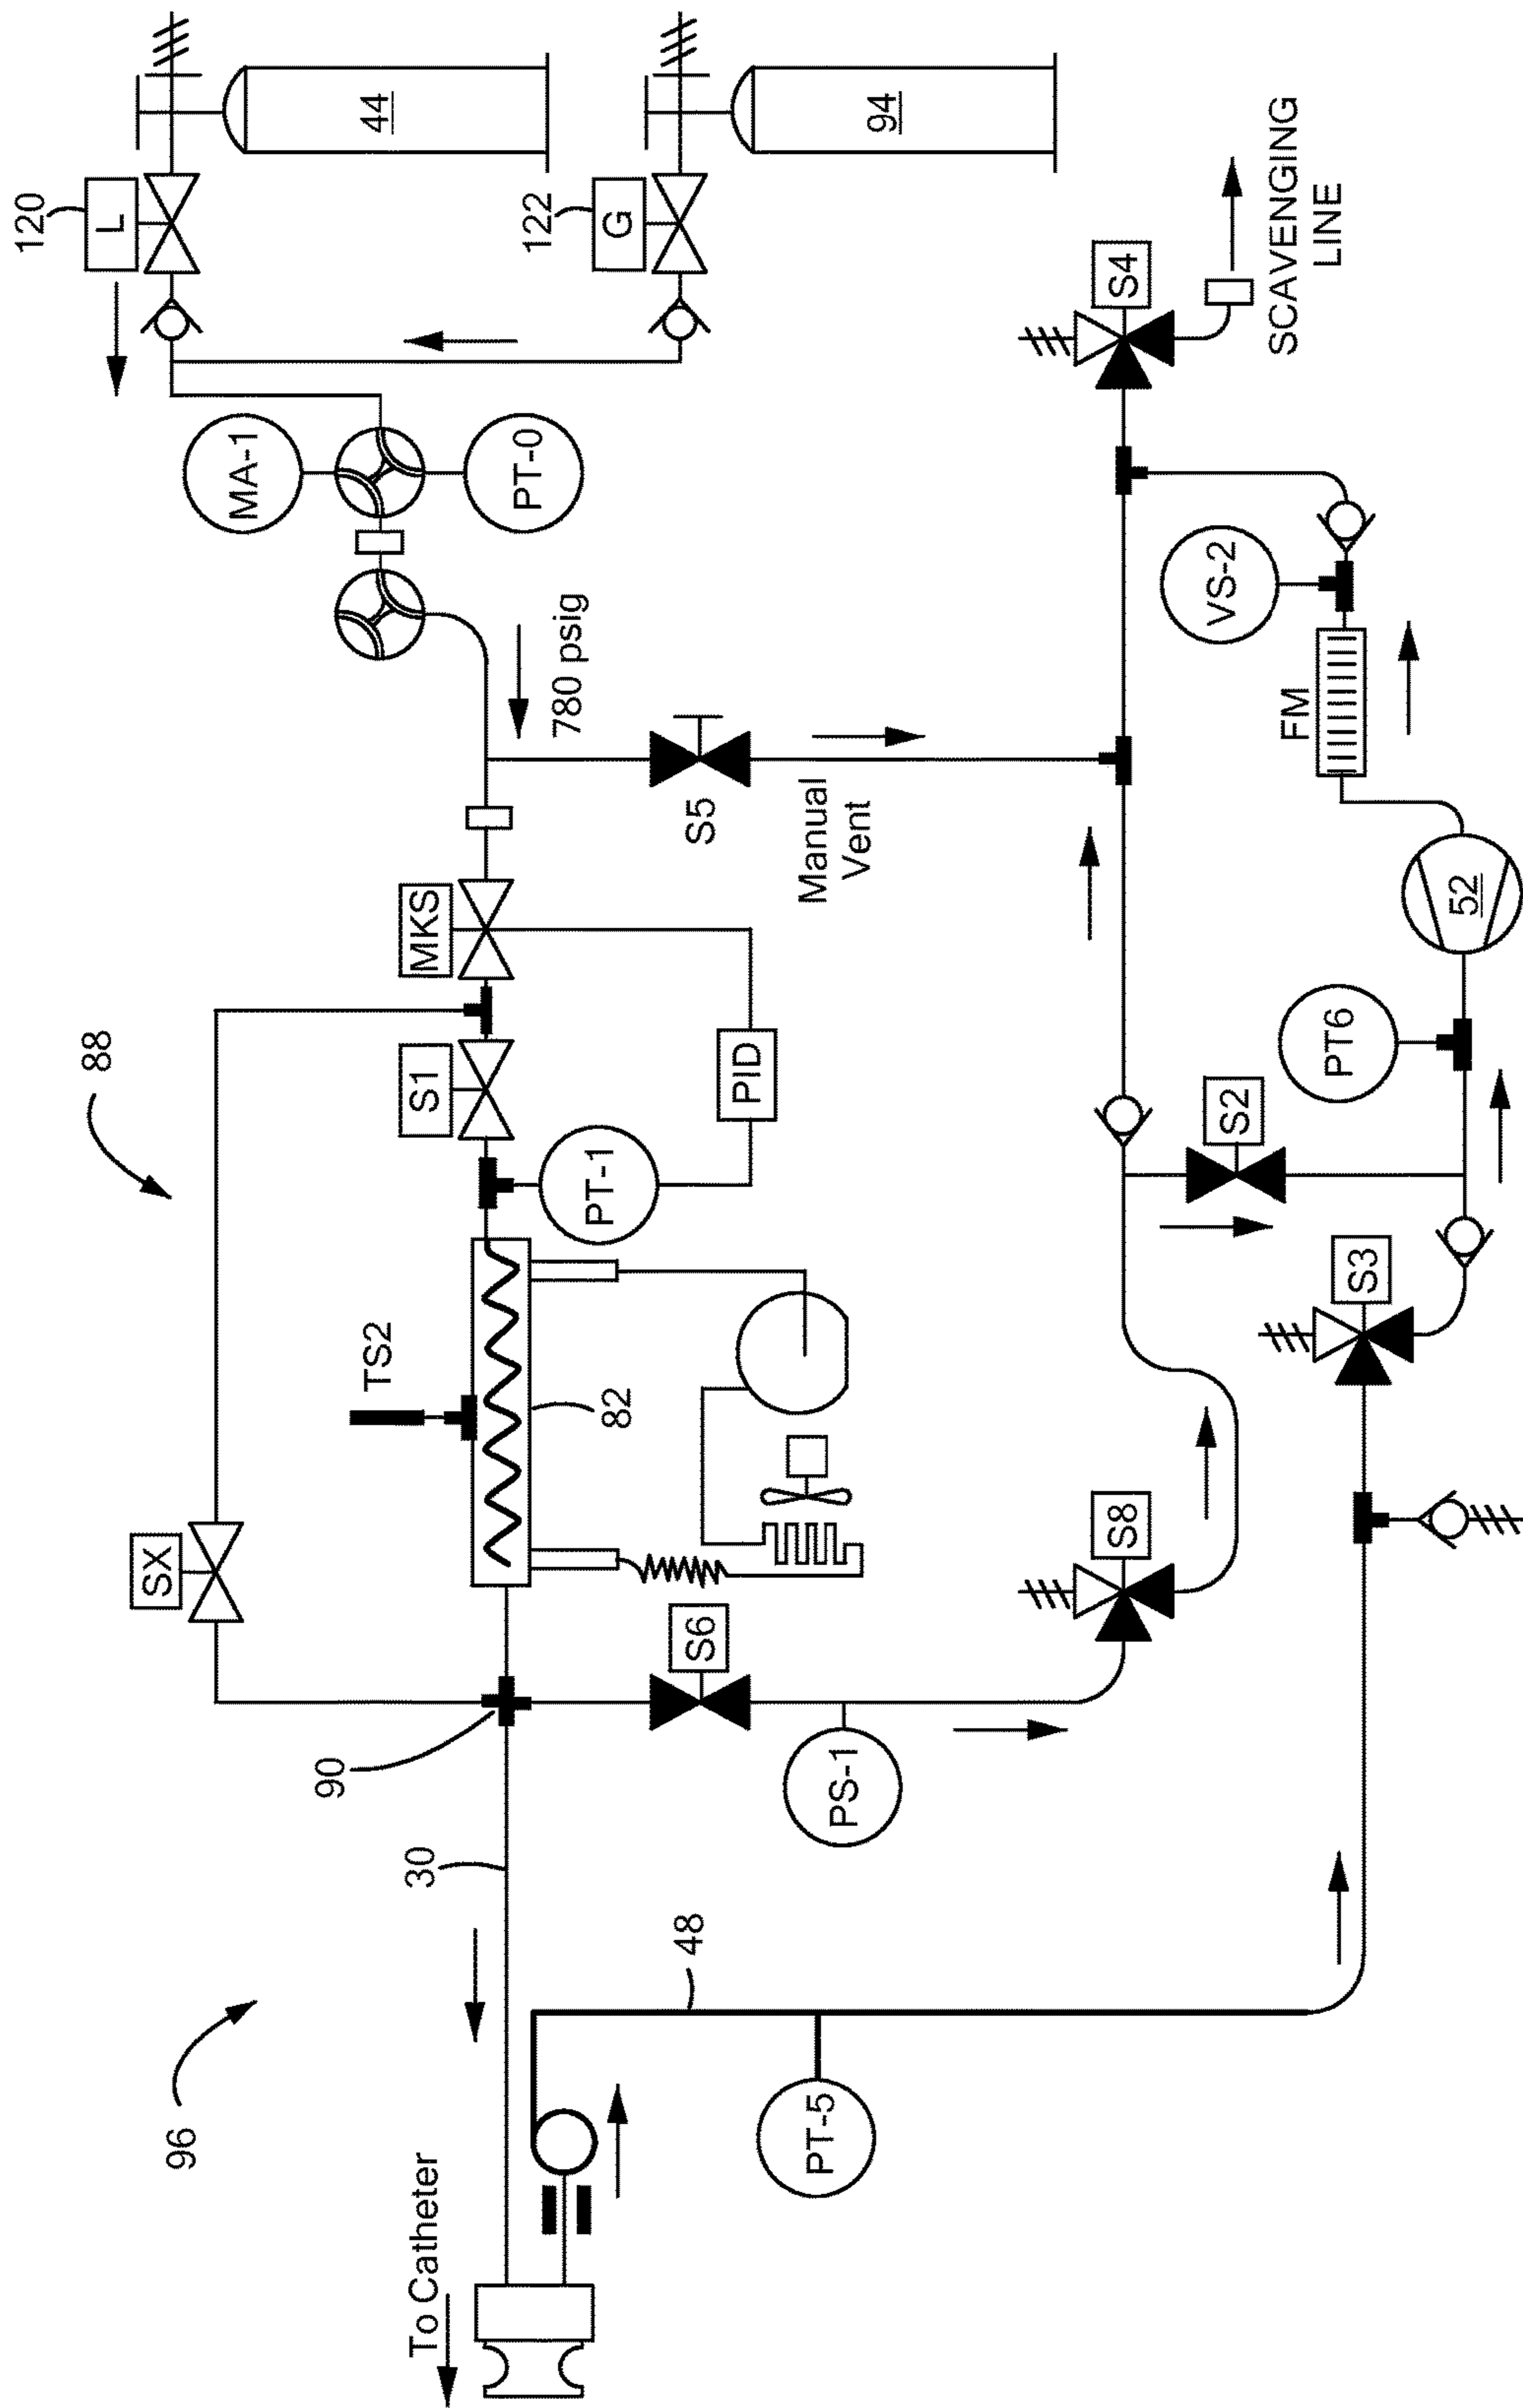 120
L
44
122
G
94
MA-1
PT-0
780 psig
S4
SCAVENGING
LINE
88
MKS
S1
S5
Manual
Vent
VS-2
FM
52
PID
PT-1
PT6
S2
TS2
82
S3
SX
S6
S8
90
PS-1
30
48
96
PT-5
To Catheter